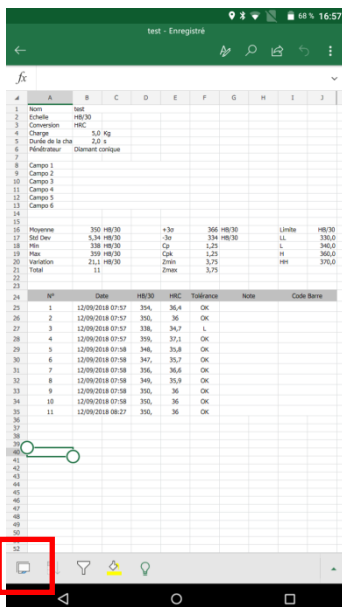 68 % 16:57
test - Enregistré
fx
A B C D E F G H I J
1 Nom test
2 Echelle HB/30
3 Conversion HRC
4 Charge 5,0 Kg
5 Durée de la cha 2,0 s
6 Pénétrateur Diamant conique
7
8 Campo 1
9 Campo 2
10 Campo 3
11 Campo 4
12 Campo 5
13 Campo 6
14
15
16 Moyenne 350 HB/30 +3σ 366 HB/30 Limite HB/30
17 Std Dev 5,34 HB/30 -3σ 334 HB/30 LL 330,0
18 Min 338 HB/30 Cp 1,25 L 340,0
19 Max 359 HB/30 Cpk 1,25 H 360,0
20 Variation 21,1 HB/30 Zmin 3,75 HH 370,0
21 Total 11 Zmax 3,75
22
23
24 N° Date HB/30 HRC Tolérance Note Code Barre
25 1 12/09/2018 07:57 354, 36,4 OK
26 2 12/09/2018 07:57 350, 36 OK
27 3 12/09/2018 07:57 338, 34,7 L
28 4 12/09/2018 07:57 359, 37,1 OK
29 5 12/09/2018 07:58 348, 35,8 OK
30 6 12/09/2018 07:58 347, 35,7 OK
31 7 12/09/2018 07:58 356, 36,6 OK
32 8 12/09/2018 07:58 349, 35,9 OK
33 9 12/09/2018 07:58 350, 36 OK
34 10 12/09/2018 07:58 350, 36 OK
35 11 12/09/2018 08:27 350, 36 OK
36
37
38
39
40
41
42
43
44
45
46
47
48
49
50
51
52